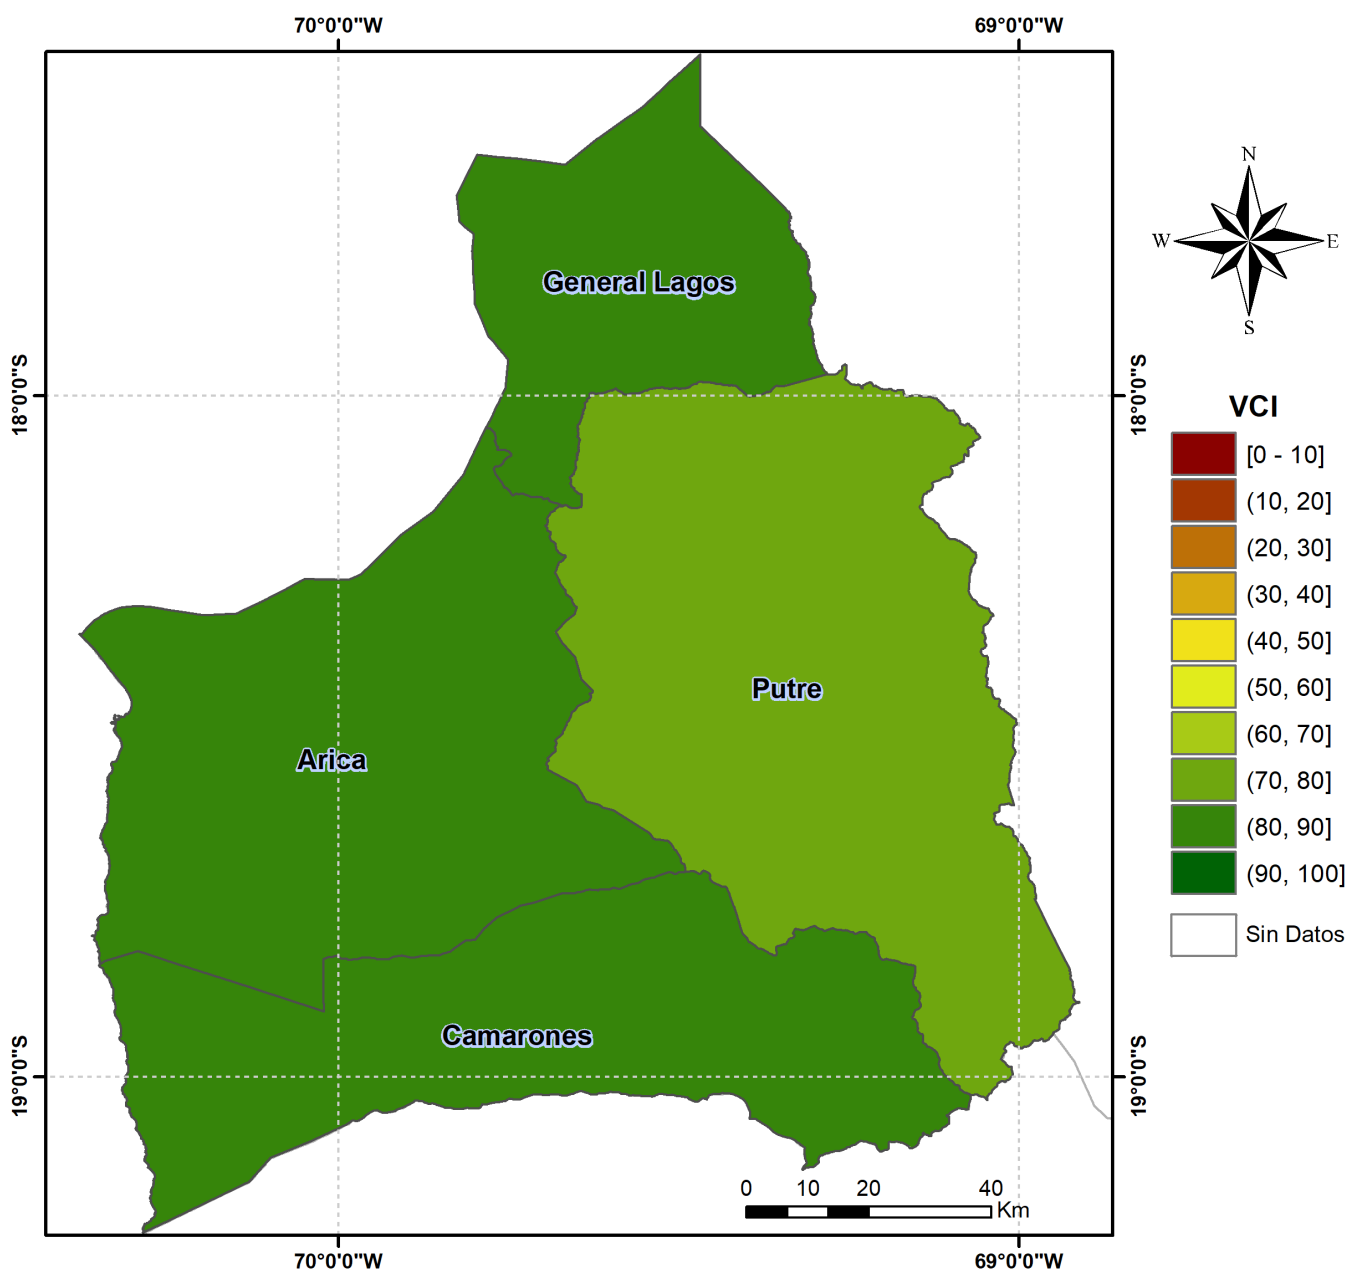 70°0'0"W
69°0'0"W
N
W
E
S
General Lagos
18°0'0"S
18°0'0"S
VCI
[0 - 10]
(10, 20]
(20, 30]
(30, 40]
(40, 50]
(50, 60]
(60, 70]
(70, 80]
(80, 90]
(90, 100]
Sin Datos
Putre
Arica
Camarones
19°0'0"S
19°0'0"S
0 10 20 40
Km
70°0'0"W
69°0'0"W